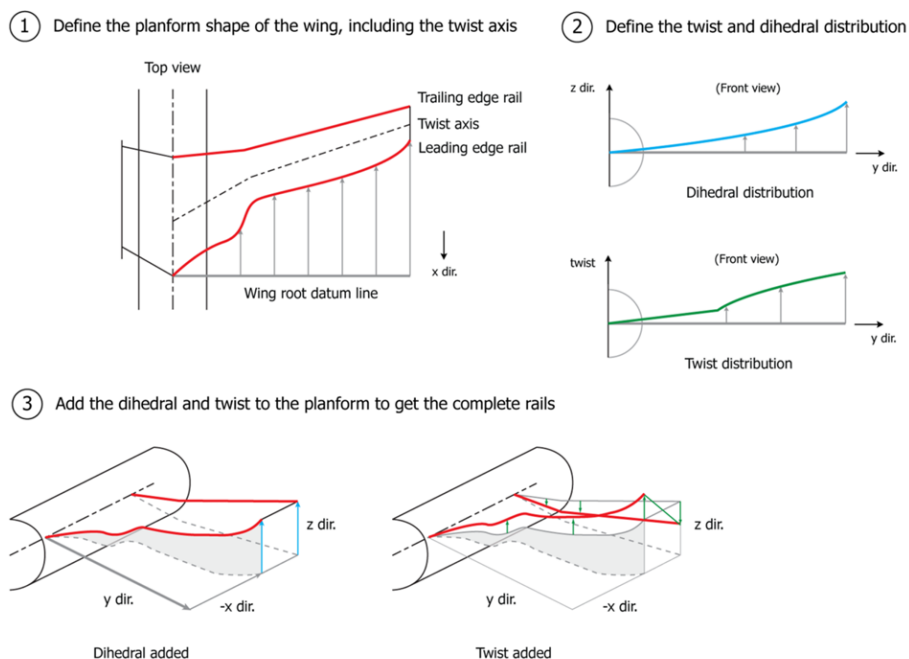 1 Define the planform shape of the wing, including the twist axis
Top view
Trailing edge rail
Twist axis
Leading edge rail
x dir.
Wing root datum line
2 Define the twist and dihedral distribution
z dir.
(Front view)
y dir.
Dihedral distribution
twist
(Front view)
y dir.
Twist distribution
3 Add the dihedral and twist to the planform to get the complete rails
z dir.
y dir.
-x dir.
Dihedral added
z dir.
y dir.
-x dir.
Twist added